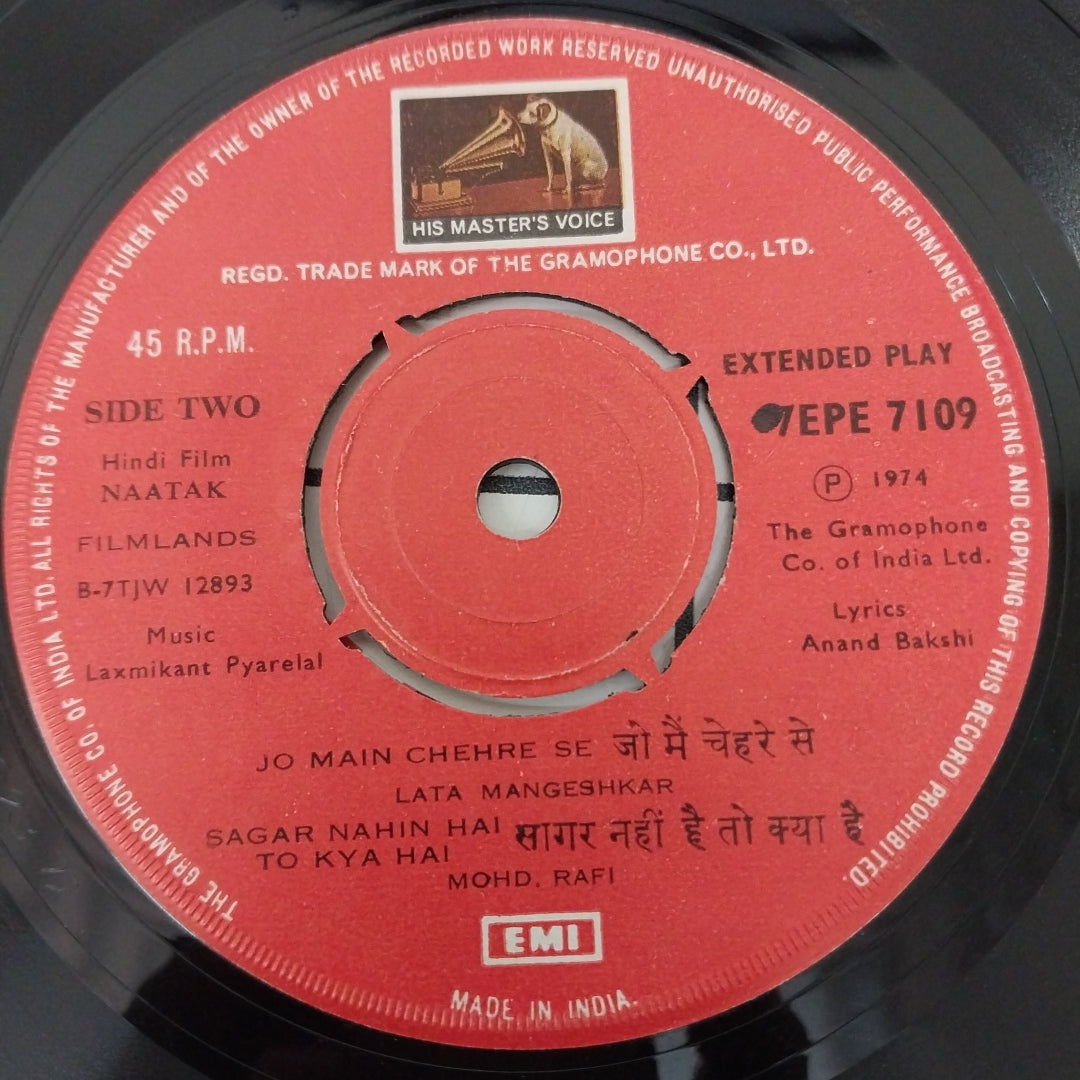 THE GRAMOPHONE CO. OF INDIA LTD. ALL RIGHTS OF THE MANUFACTURER AND OF THE OWNER OF THE RECORDED WORK RESERVED UNAUTHORISED PUBLIC PERFORMANCE BROADCASTING AND COPYING OF THIS RECORD PROHIBITED.
HIS MASTER'S VOICE
REGD. TRADE MARK OF THE GRAMOPHONE CO., LTD.
45 R.P.M.
SIDE TWO
Hindi Film
NAATAK
FILMLANDS
B-7TJW 12893
Music
Laxmikant Pyarelal
EXTENDED PLAY
7EPE 7109
Ⓟ 1974
The Gramophone
Co. of India Ltd.
Lyrics
Anand Bakshi
JO MAIN CHEHRE SE जो मैं चेहरे से
LATA MANGESHKAR
SAGAR NAHIN HAI सागर नहीं है तो क्या है
TO KYA HAI
MOHD. RAFI
EMI
MADE IN INDIA.